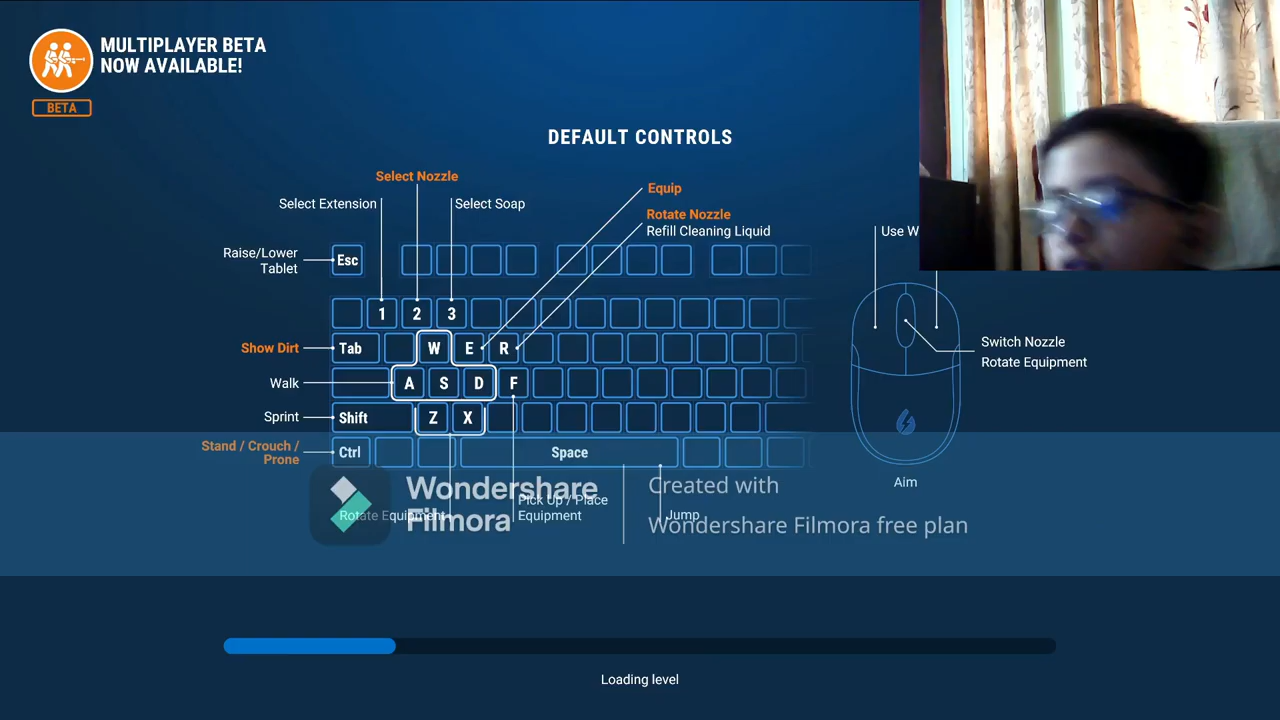 MULTIPLAYER BETA
NOW AVAILABLE!
BETA
DEFAULT CONTROLS
Select Nozzle
Select Extension
Select Soap
Equip
Rotate Nozzle
Refill Cleaning Liquid
Use W
Raise/Lower
Tablet
Esc
1 2 3
Show Dirt
Tab W E R
Switch Nozzle
Rotate Equipment
Walk
A S D F
Sprint
Shift Z X
Stand / Crouch /
Prone
Ctrl Space
Aim
Rotate Equipment
Pick Up / Place
Equipment
Jump
Wondershare
Filmora
Created with
Wondershare Filmora free plan
Loading level